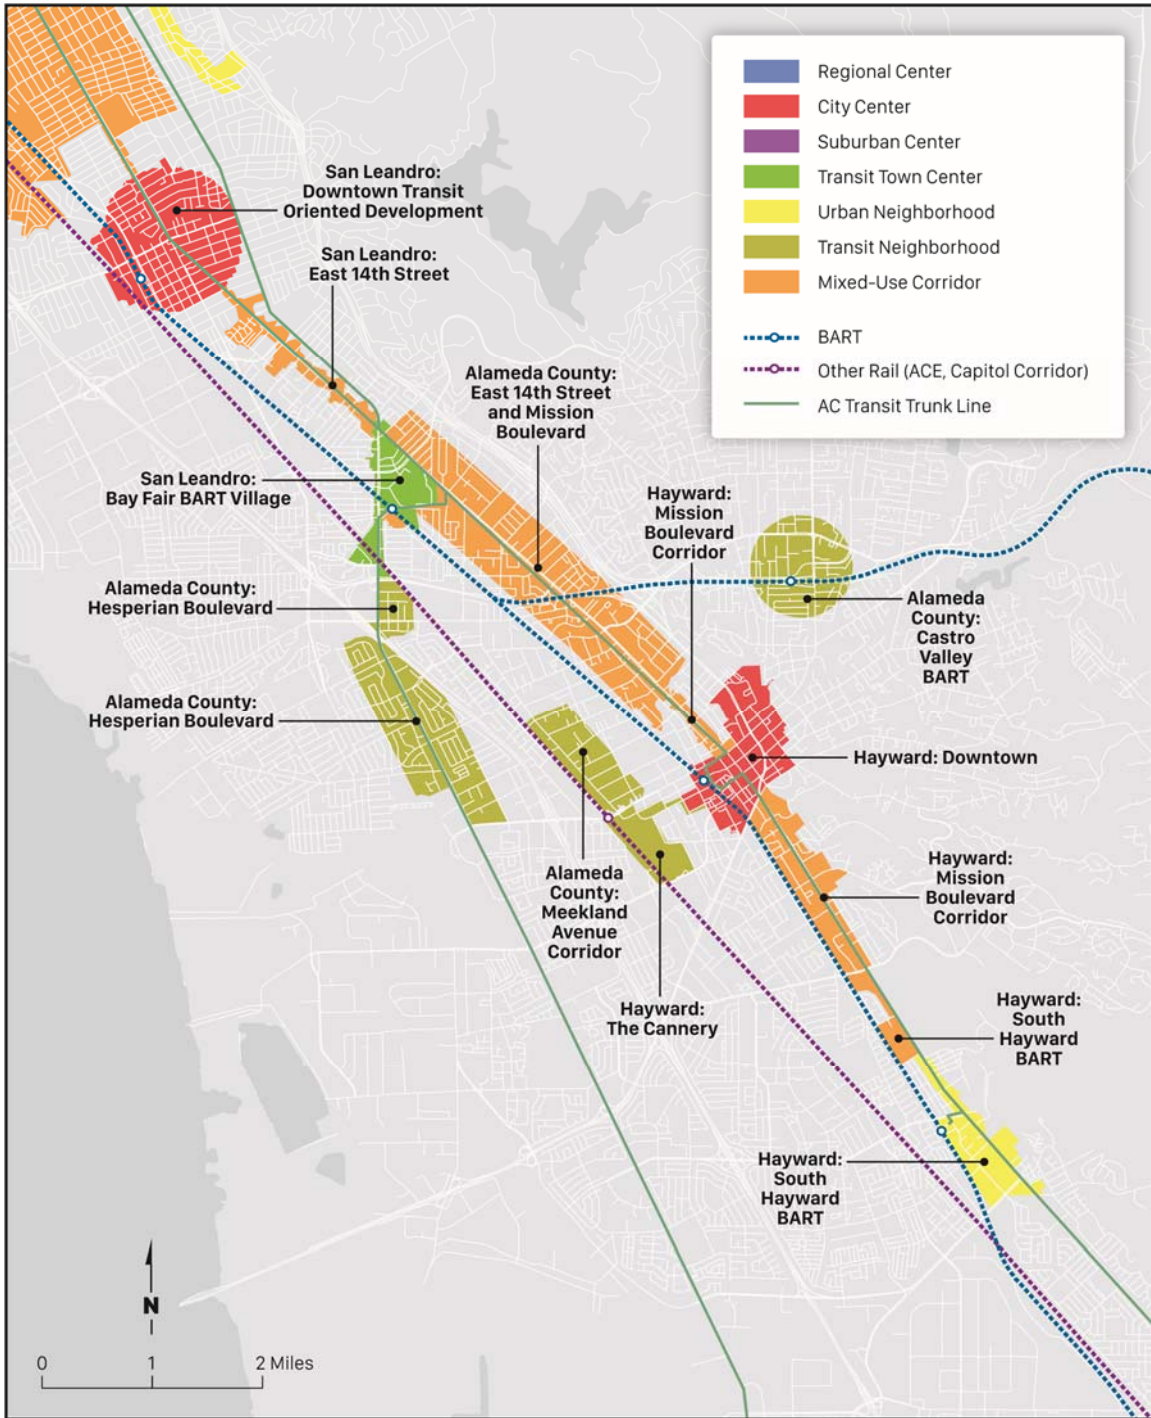 Regional Center
City Center
Suburban Center
Transit Town Center
Urban Neighborhood
Transit Neighborhood
Mixed-Use Corridor
BART
Other Rail (ACE, Capitol Corridor)
AC Transit Trunk Line
San Leandro:
Downtown Transit
Oriented Development
San Leandro:
East 14th Street
Alameda County:
East 14th Street
and Mission
Boulevard
San Leandro:
Bay Fair BART Village
Hayward:
Mission
Boulevard
Corridor
Alameda County:
Hesperian Boulevard
Alameda
County:
Castro
Valley
BART
Alameda County:
Hesperian Boulevard
Hayward: Downtown
Alameda
County:
Meekland
Avenue
Corridor
Hayward:
Mission
Boulevard
Corridor
Hayward:
The Cannery
Hayward:
South
Hayward
BART
Hayward:
South
Hayward
BART
N
0 1 2 Miles